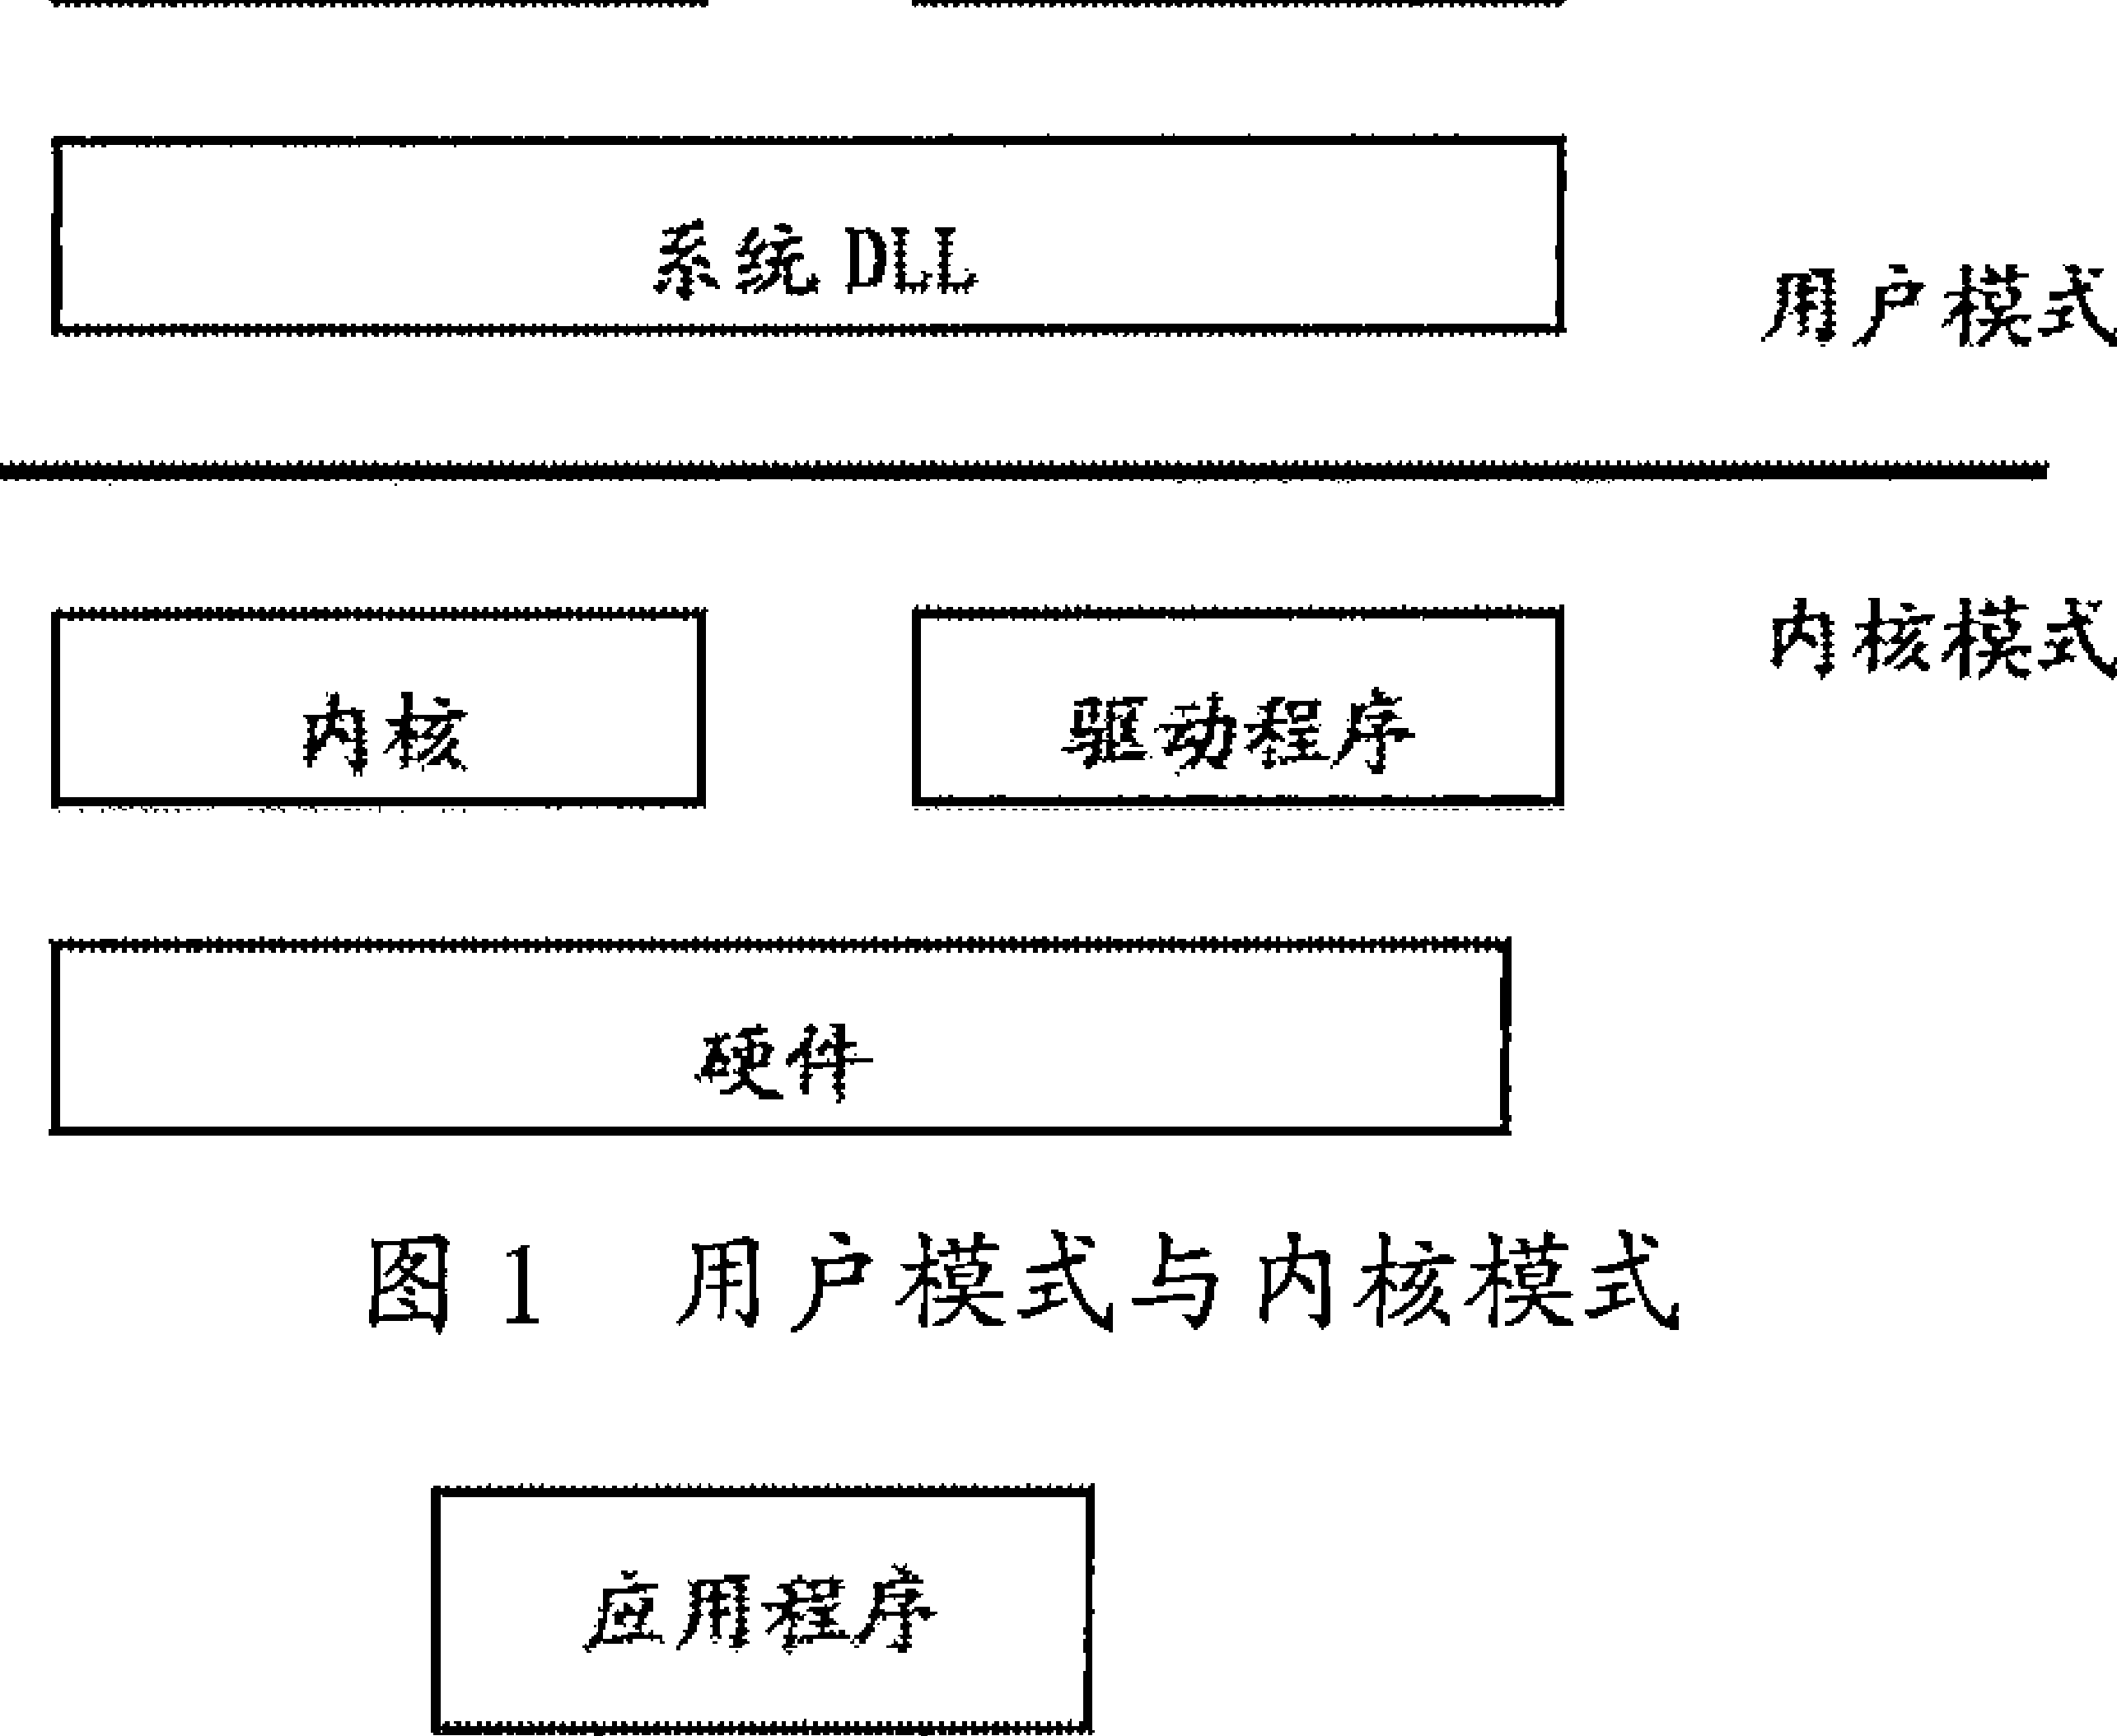 系统 DLL
用户模式
内核模式
内核
驱动程序
硬件
图 1 用户模式与内核模式
应用程序